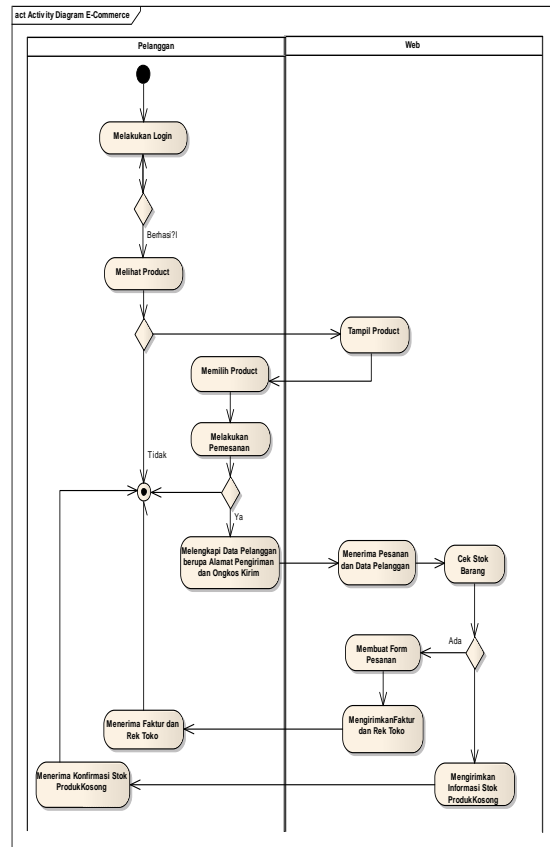 act Activity Diagram E-Commerce
Pelanggan
Web
Melakukan Login
Berhasi?l
Melihat Product
Tampil Product
Memilih Product
Melakukan
Pemesanan
Tidak
Ya
Melengkapi Data Pelanggan
berupa Alamat Pengiriman
dan Ongkos Kirim
Menerima Pesanan
dan Data Pelanggan
Cek Stok
Barang
Ada
Membuat Form
Pesanan
Menerima Faktur dan
Rek Toko
MengirimkanFaktur
dan Rek Toko
Menerima Konfirmasi Stok
ProdukKosong
Mengirimkan
Informasi Stok
ProdukKosong